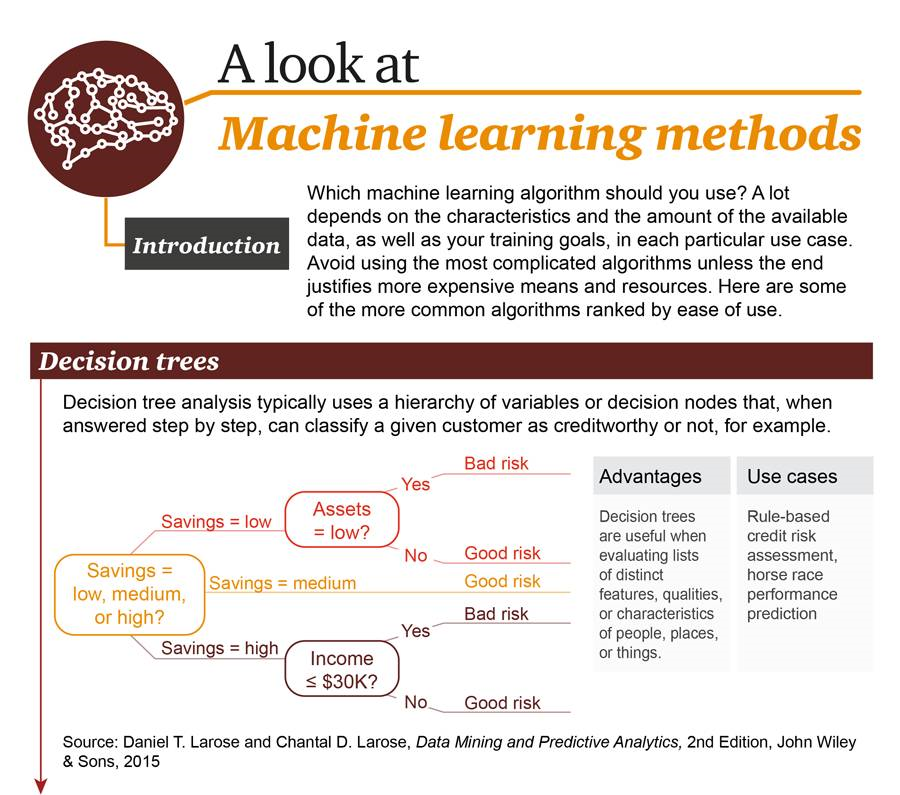 A look at
Machine learning methods
Introduction
Which machine learning algorithm should you use? A lot
depends on the characteristics and the amount of the available
data, as well as your training goals, in each particular use case.
Avoid using the most complicated algorithms unless the end
justifies more expensive means and resources. Here are some
of the more common algorithms ranked by ease of use.
Decision trees
Decision tree analysis typically uses a hierarchy of variables or decision nodes that, when
answered step by step, can classify a given customer as creditworthy or not, for example.
Savings =
low, medium,
or high?
Savings = low
Assets
= low?
Yes
Bad risk
No
Good risk
Savings = medium
Good risk
Savings = high
Income
≤ $30K?
Yes
Bad risk
No
Good risk
Advantages
Decision trees
are useful when
evaluating lists
of distinct
features, qualities,
or characteristics
of people, places,
or things.
Use cases
Rule-based
credit risk
assessment,
horse race
performance
prediction
Source: Daniel T. Larose and Chantal D. Larose, Data Mining and Predictive Analytics, 2nd Edition, John Wiley
& Sons, 2015